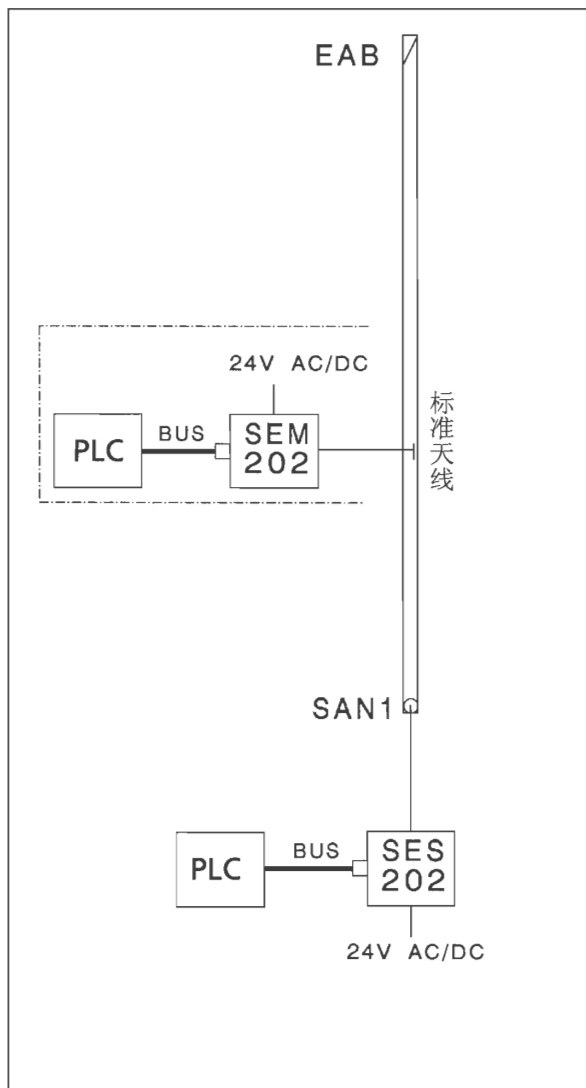 EAB
24V AC/DC
PLC
BUS
SEM
202
标准天线
SAN1
PLC
BUS
SES
202
24V AC/DC